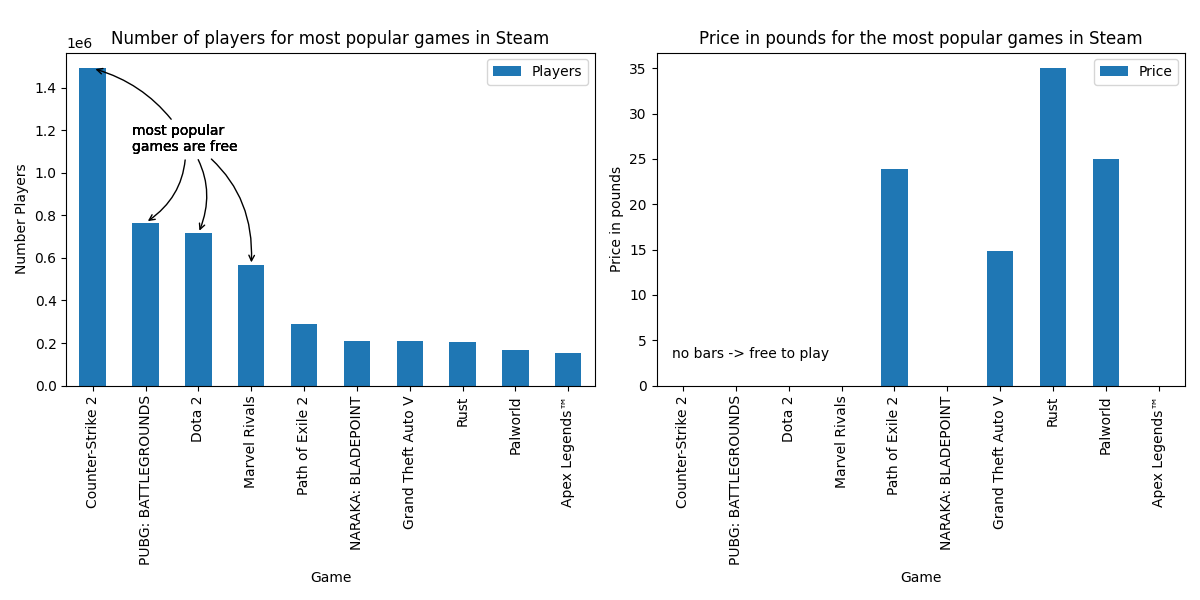 Number of players for most popular games in Steam
1e6
Players
Number Players
1.4
1.2
1.0
0.8
0.6
0.4
0.2
0.0
most popular
games are free
Counter-Strike 2
PUBG: BATTLEGROUNDS
Dota 2
Marvel Rivals
Path of Exile 2
NARAKA: BLADEPOINT
Grand Theft Auto V
Rust
Palworld
Apex Legends™
Game
Price in pounds for the most popular games in Steam
Price
Price in pounds
35
30
25
20
15
10
5
0
no bars -> free to play
Counter-Strike 2
PUBG: BATTLEGROUNDS
Dota 2
Marvel Rivals
Path of Exile 2
NARAKA: BLADEPOINT
Grand Theft Auto V
Rust
Palworld
Apex Legends™
Game